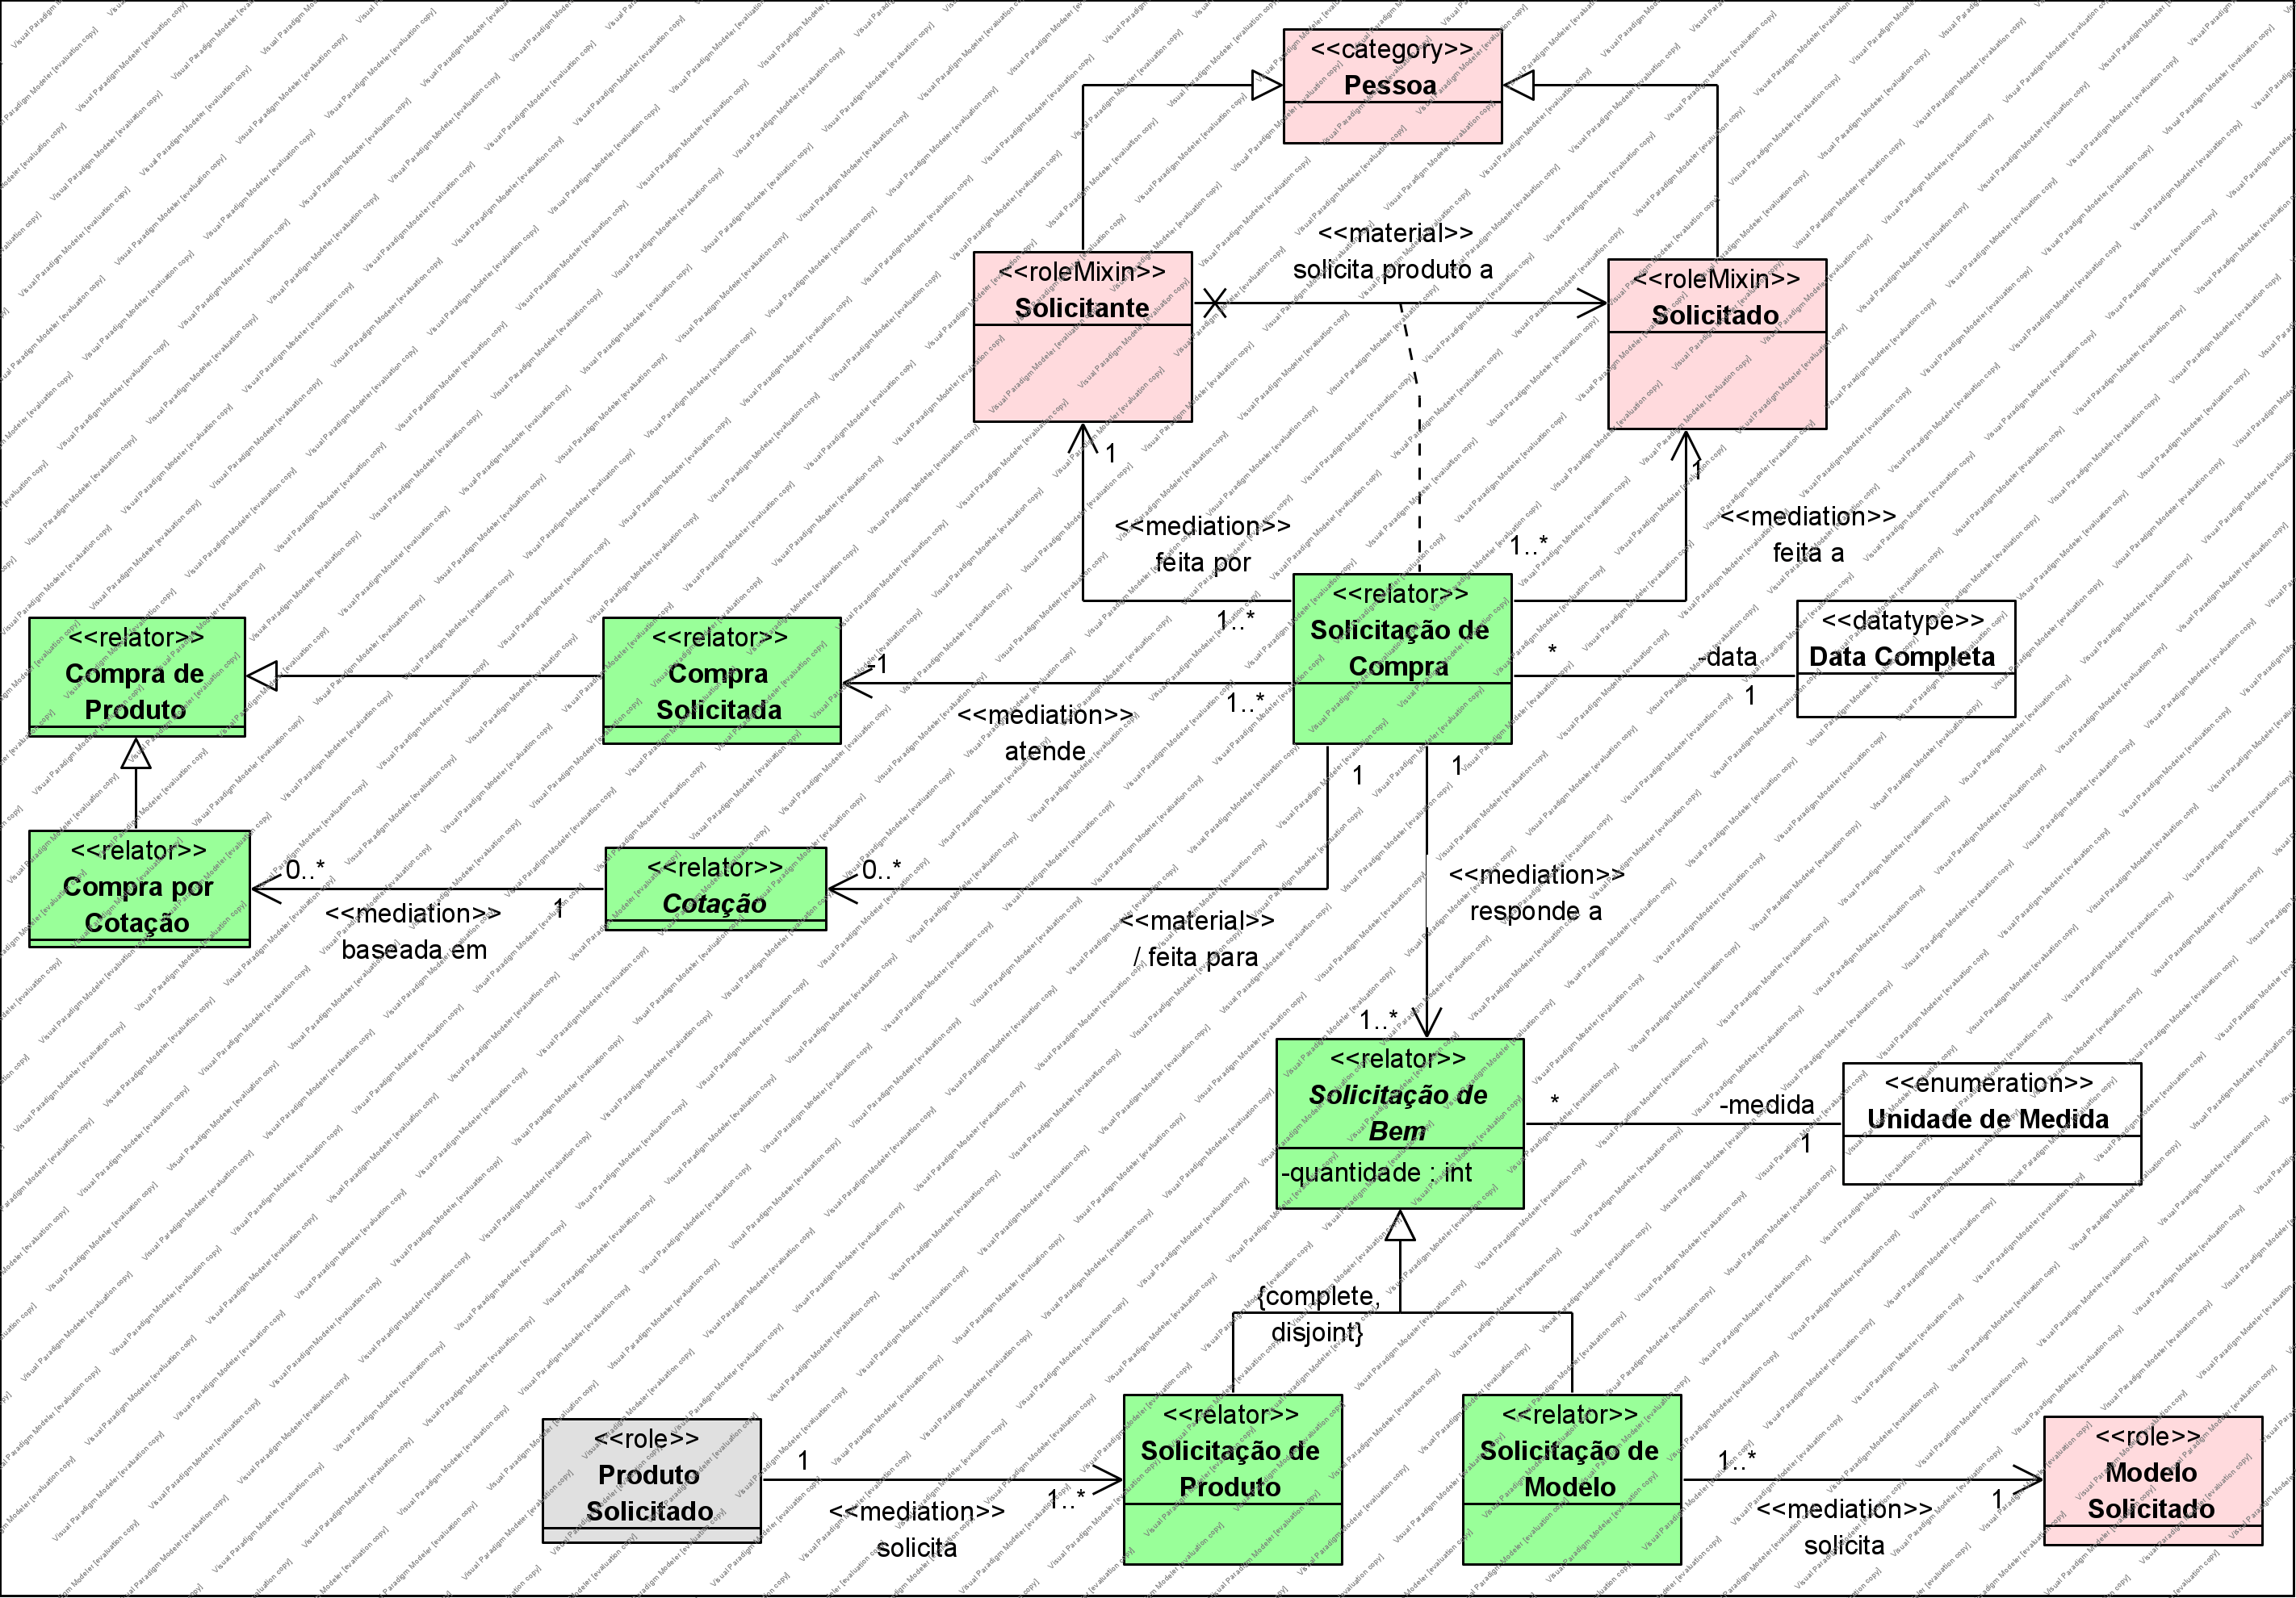 <<category>>
Pessoa
<<material>>
solicita produto a
<<roleMixin>>
Solicitante
<<roleMixin>>
Solicitado
1
1
<<mediation>>
feita por
<<mediation>>
feita a
1..*
1..*
<<relator>>
Solicitação de
Compra
<<datatype>>
Data Completa
*
-data
1
<<relator>>
Compra de
Produto
<<relator>>
Compra
Solicitada
-1
1..*
<<mediation>>
atende
1
1
<<relator>>
Compra por
Cotação
0..*
<<mediation>>
baseada em
1
<<relator>>
Cotação
0..*
<<material>>
/ feita para
<<mediation>>
responde a
1..*
<<relator>>
Solicitação de
Bem
-quantidade : int
*
-medida
1
<<enumeration>>
Unidade de Medida
{complete,
disjoint}
<<role>>
Produto
Solicitado
1
<<mediation>>
solicita
1..*
<<relator>>
Solicitação de
Produto
<<relator>>
Solicitação de
Modelo
1..*
<<mediation>>
solicita
1
<<role>>
Modelo
Solicitado
Visual Paradigm Modeler [evaluation copy]